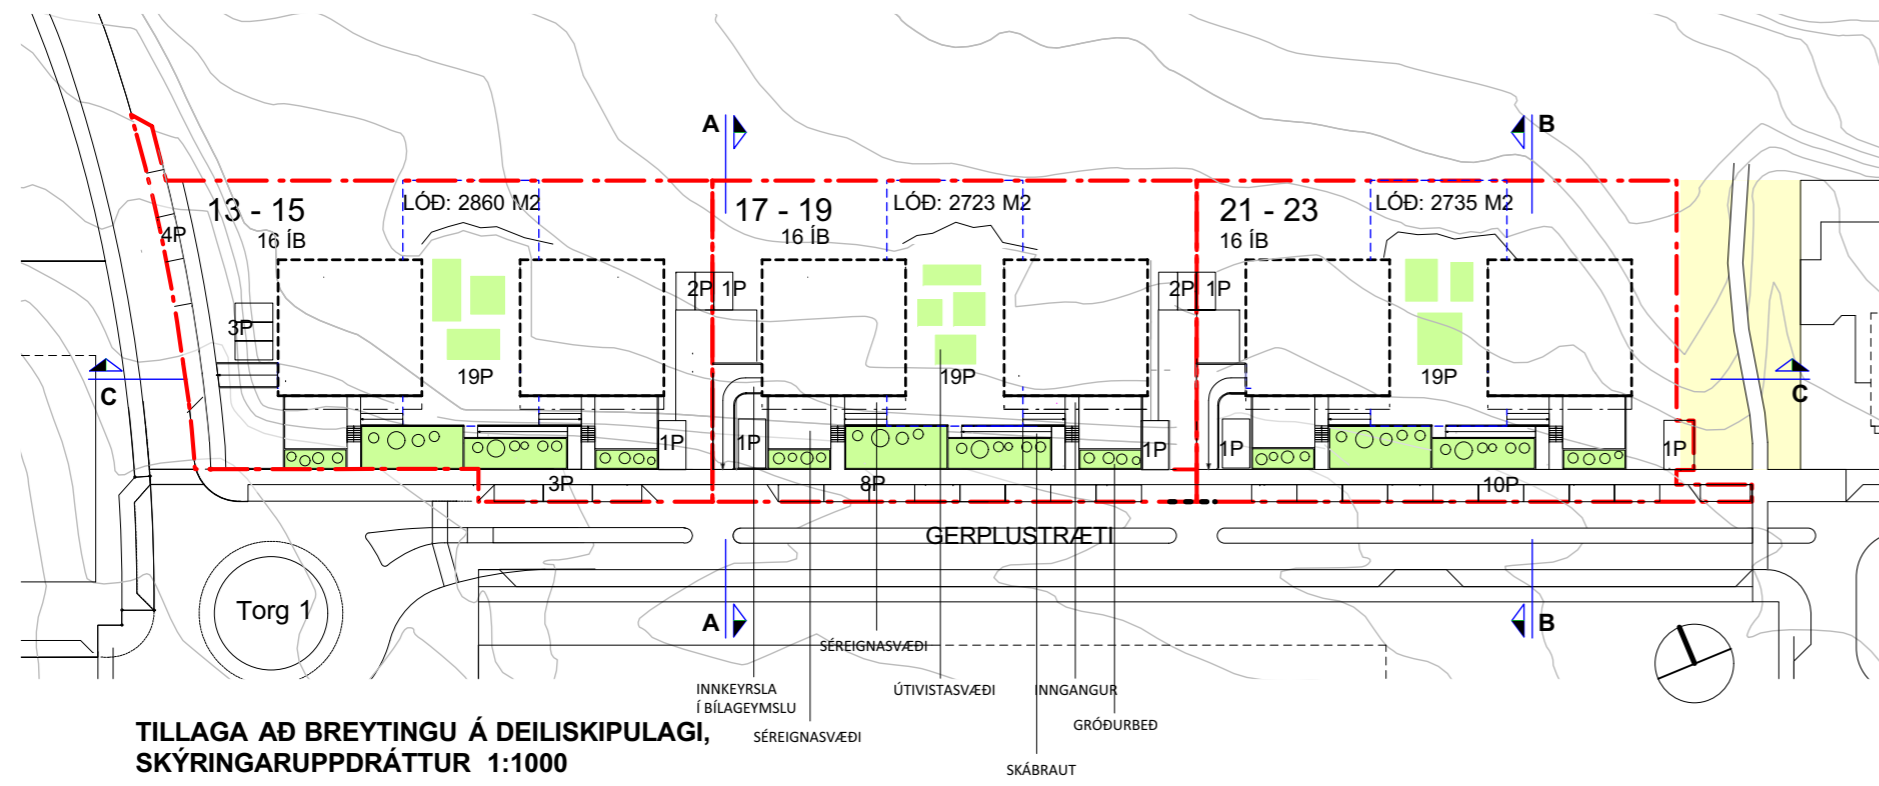 A
B
13 - 15
LÓÐ: 2860 M2
17 - 19
LÓÐ: 2723 M2
21 - 23
LÓÐ: 2735 M2
4P
16 ÍB
16 ÍB
16 ÍB
2P
1P
2P
1P
3P
19P
19P
19P
C
C
1P
1P
1P
1P
1P
3P
8P
10P
GERPLUSTRÆTI
Torg 1
A
B
SÉREIGNASVÆÐI
INNKEYRSLA
Í BÍLAGEYMSLU
ÚTIVISTASVÆÐI
INNGANGUR
GRÓÐURBEÐ
SÉREIGNASVÆÐI
SKÁBRAUT
TILLAGA AÐ BREYTINGU Á DEILISKIPULAGI,
SKÝRINGARUPPDRÁTTUR 1:1000